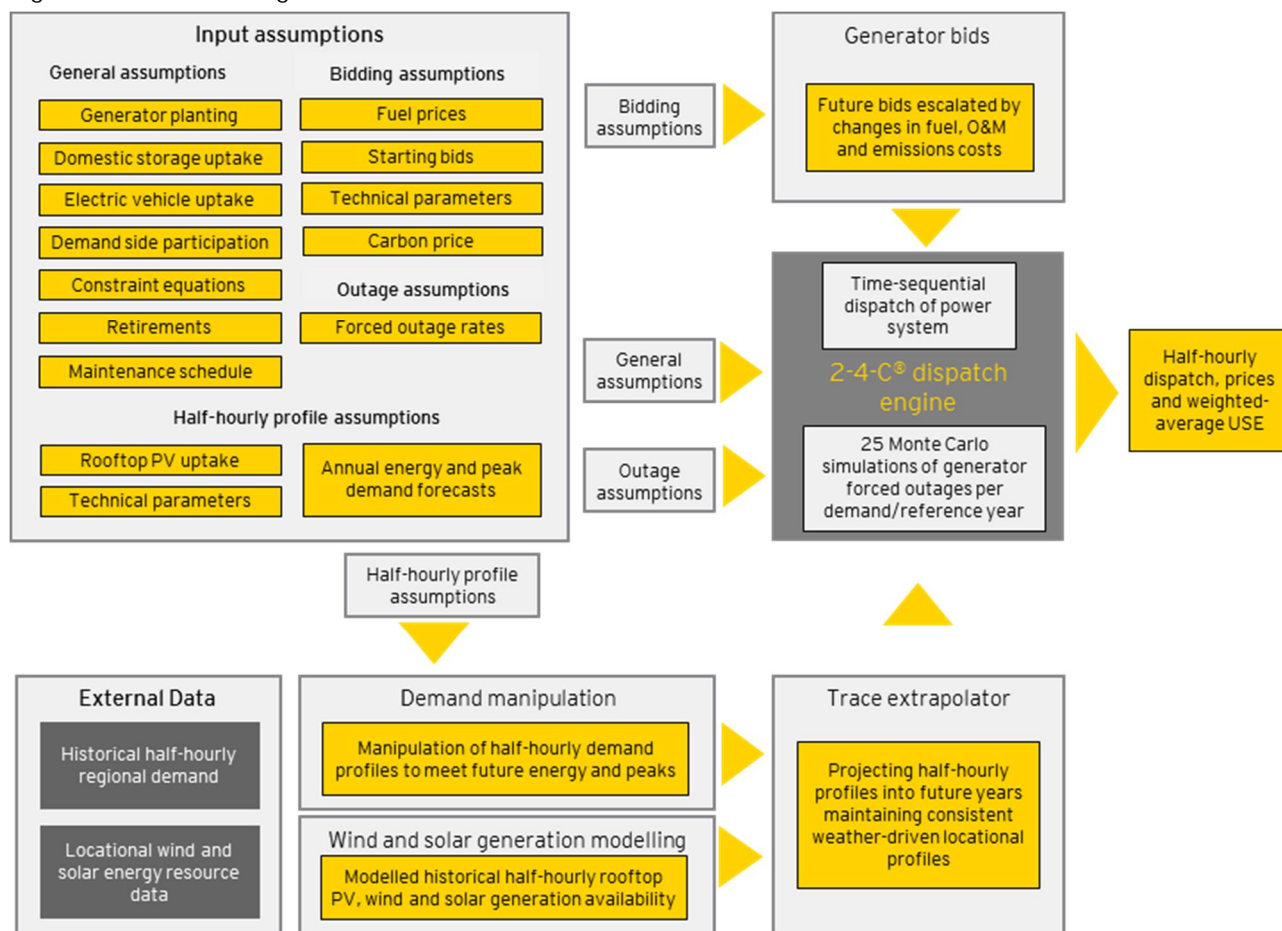 Input assumptions
General assumptions
Generator planting
Domestic storage uptake
Electric vehicle uptake
Demand side participation
Constraint equations
Retirements
Maintenance schedule
Bidding assumptions
Fuel prices
Starting bids
Technical parameters
Carbon price
Outage assumptions
Forced outage rates
Half-hourly profile assumptions
Rooftop PV uptake
Technical parameters
Annual energy and peak
demand forecasts
Bidding
assumptions
Generator bids
Future bids escalated by
changes in fuel, O&M
and emissions costs
General
assumptions
Outage
assumptions
Time-sequential
dispatch of power
system
2-4-C® dispatch
engine
25 Monte Carlo
simulations of generator
forced outages per
demand/reference year
Half-hourly
dispatch, prices
and weighted-
average USE
Half-hourly profile
assumptions
External Data
Historical half-hourly
regional demand
Locational wind and
solar energy resource
data
Demand manipulation
Manipulation of half-hourly demand
profiles to meet future energy and peaks
Wind and solar generation modelling
Modelled historical half-hourly rooftop
PV, wind and solar generation availability
Trace extrapolator
Projecting half-hourly
profiles into future years
maintaining consistent
weather-driven locational
profiles